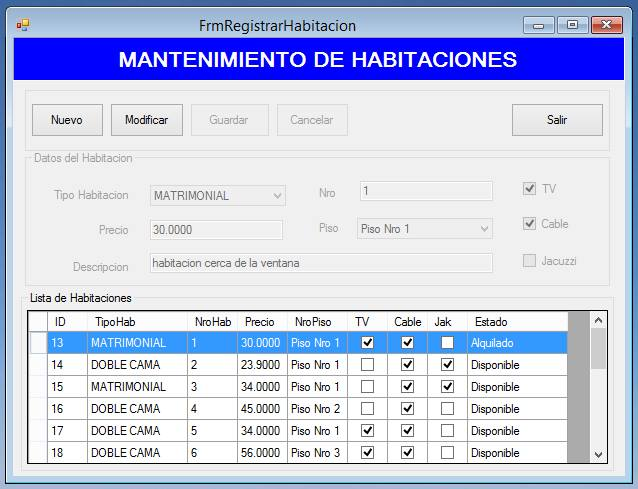 FrmRegistrarHabitacion
MANTENIMIENTO DE HABITACIONES
Nuevo Modificar Guardar Cancelar Salir
Datos del Habitacion
Tipo Habitacion MATRIMONIAL Nro 1 TV
Precio 30.0000 Piso Piso Nro 1 Cable
Descripcion habitacion cerca de la ventana Jacuzzi
Lista de Habitaciones
ID TipoHab NroHab Precio NroPiso TV Cable Jak Estado
13 MATRIMONIAL 1 30.0000 Piso Nro 1 Alquilado
14 DOBLE CAMA 2 23.9000 Piso Nro 1 Disponible
15 MATRIMONIAL 3 34.0000 Piso Nro 1 Disponible
16 DOBLE CAMA 4 45.0000 Piso Nro 2 Disponible
17 DOBLE CAMA 5 34.0000 Piso Nro 1 Disponible
18 DOBLE CAMA 6 56.0000 Piso Nro 3 Disponible